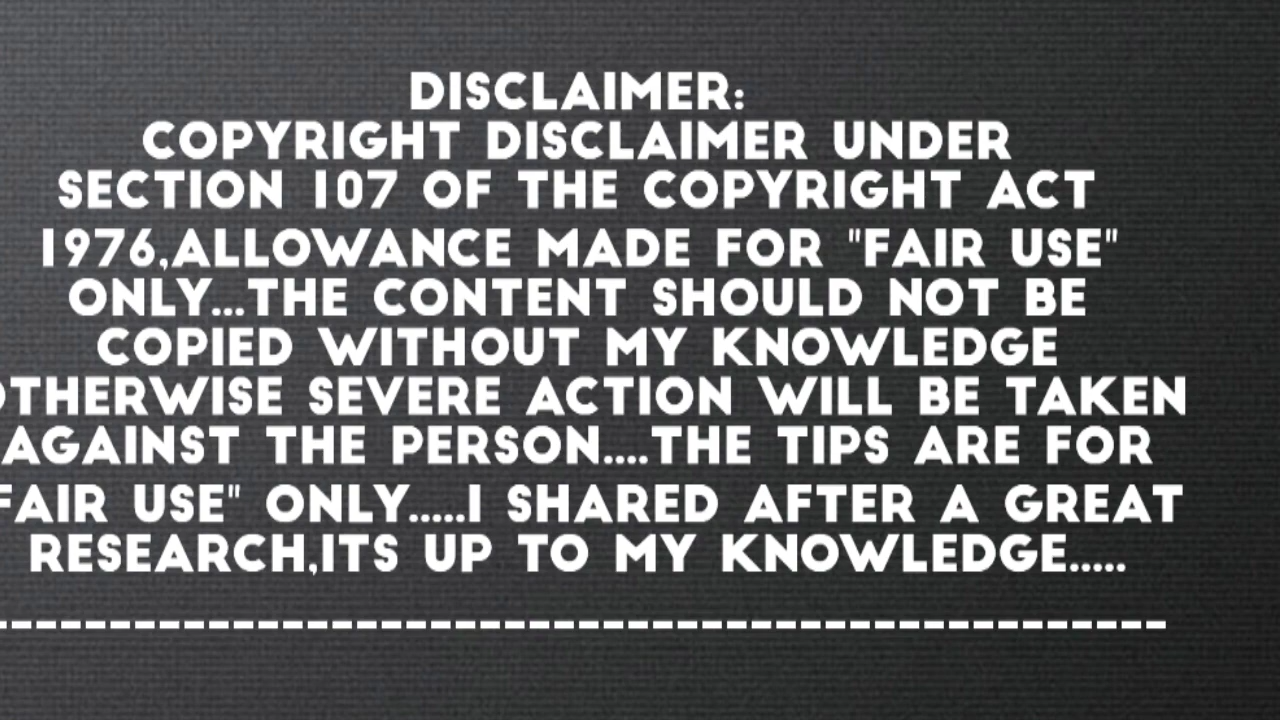 DISCLAIMER:
COPYRIGHT DISCLAIMER UNDER
SECTION 107 OF THE COPYRIGHT ACT
1976,ALLOWANCE MADE FOR "FAIR USE"
ONLY...THE CONTENT SHOULD NOT BE
COPIED WITHOUT MY KNOWLEDGE
OTHERWISE SEVERE ACTION WILL BE TAKEN
AGAINST THE PERSON....THE TIPS ARE FOR
FAIR USE" ONLY.....I SHARED AFTER A GREAT
RESEARCH,ITS UP TO MY KNOWLEDGE.....